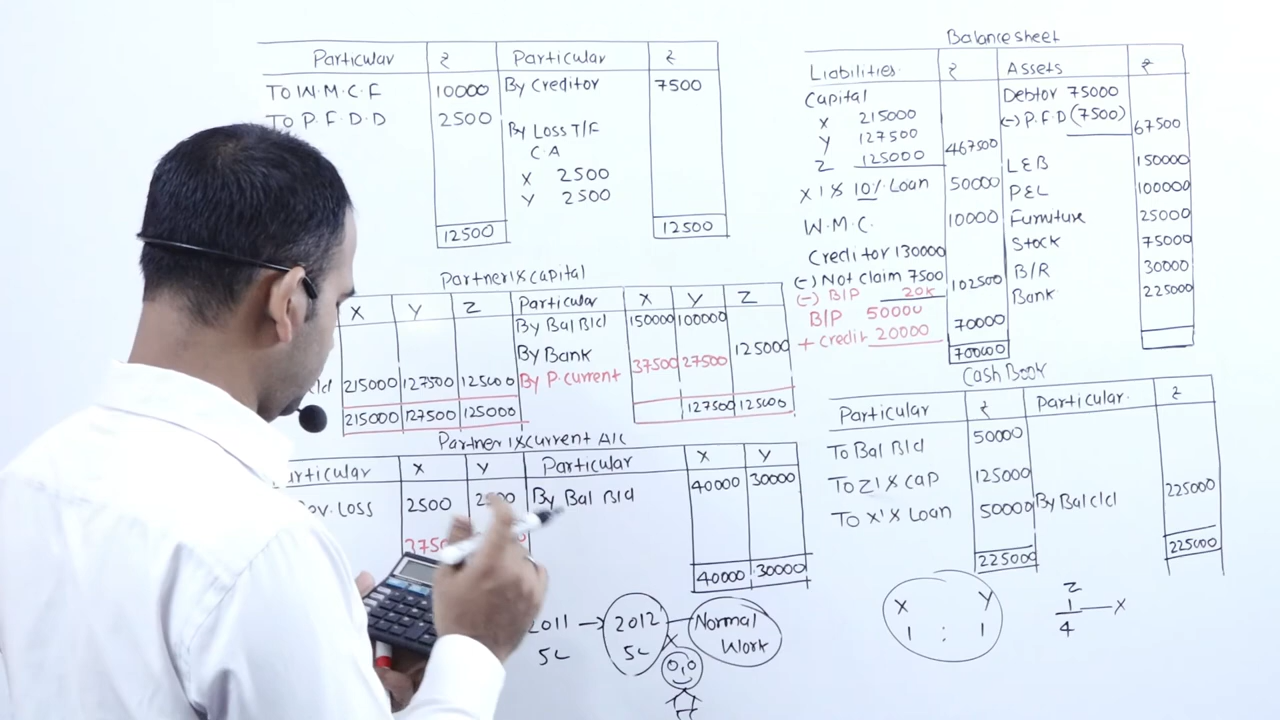 Particular ₹ Particular ₹
To W.M.C.F 10000 By Creditor 7500
To P.F.D.D 2500
By Loss T/F
C.A
X 2500
Y 2500
12500 12500
Partner's capital
X Y Z Particular X Y Z
By Bal B/d 150000 100000
By Bank 125000
215000 127500 125000 By P.current 37500 27500
215000 127500 125000 127500 125000
Partner's current A/c
X Y Particular X Y
Loss 2500 By Bal B/d 40000 30000
40000 30000
2011 → 2012 Normal
5L 5L Work
X
Balancesheet
Liabilities. ₹ Assets ₹
Capital Debtor 75000
X 215000 (-) P.F.D (7500) 67500
Y 127500
Z 125000 467500 L&B 150000
X's 10% Loan 50000 P&L 100000
W.M.C. 10000 Furniture 25000
Creditor 130000 Stock 75000
(-) Not claim 7500 B/R 30000
(-) B/P 20K 102500 Bank 225000
B/P 50000
+ credit 20000 70000
700000
Cash Book
Particular ₹ Particular. ₹
To Bal B/d 50000
To Z's cap 125000
To X's Loan 50000 By Bal c/d 225000
225000 225000
X Y
1 : 1
Z
1/4 — X